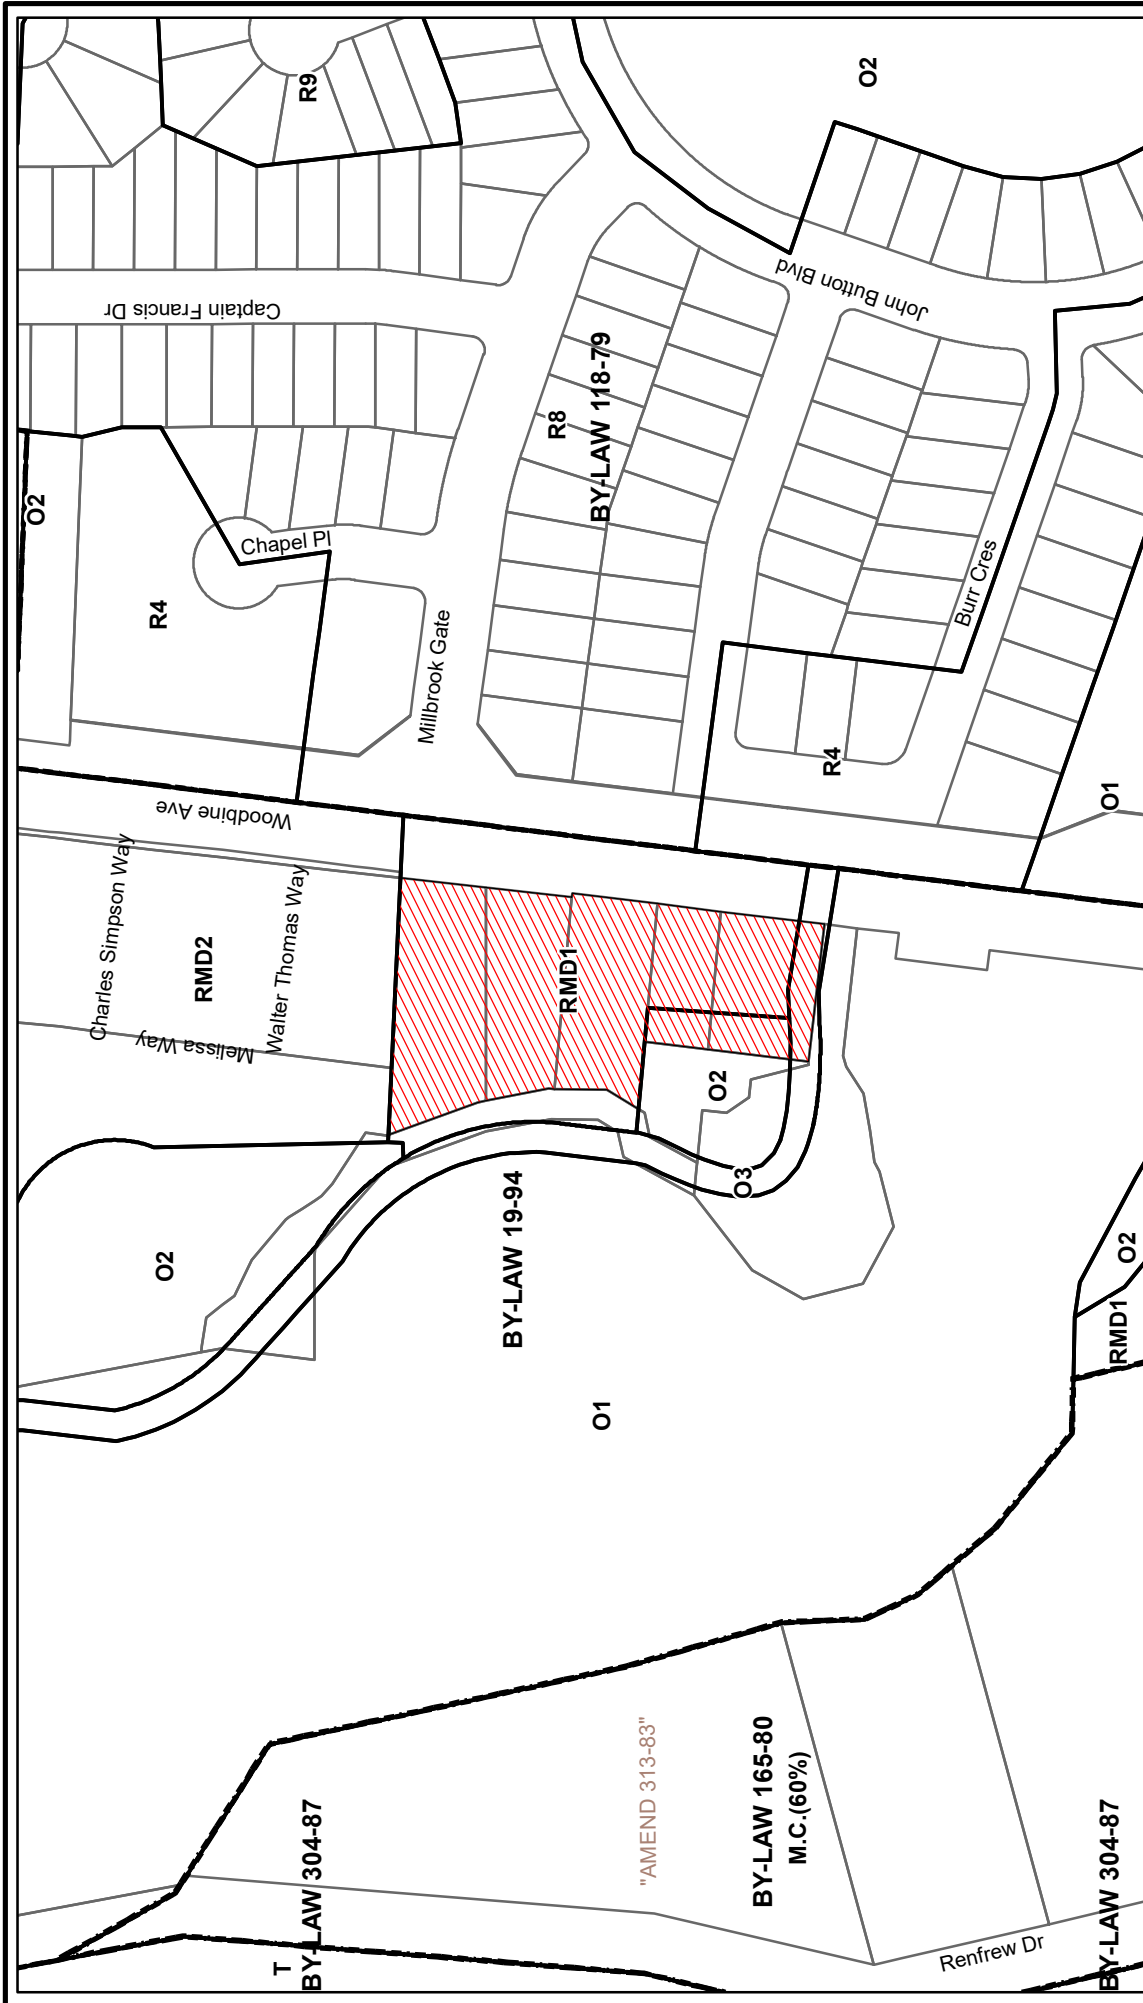 R9
O2
Captain Francis Dr
John Button Blvd
BY-LAW 118-79
R8
O2
Chapel Pl
R4
Burr Cres
Millbrook Gate
R4
O1
Woodbine Ave
Charles Simpson Way
RMD2
Walter Thomas Way
Melissa Way
RMD1
O2
O3
BY-LAW 19-94
O2
O2
RMD1
O1
"AMEND 313-83"
BY-LAW 165-80
M.C.(60%)
T
BY-LAW 304-87
Renfrew Dr
BY-LAW 304-87